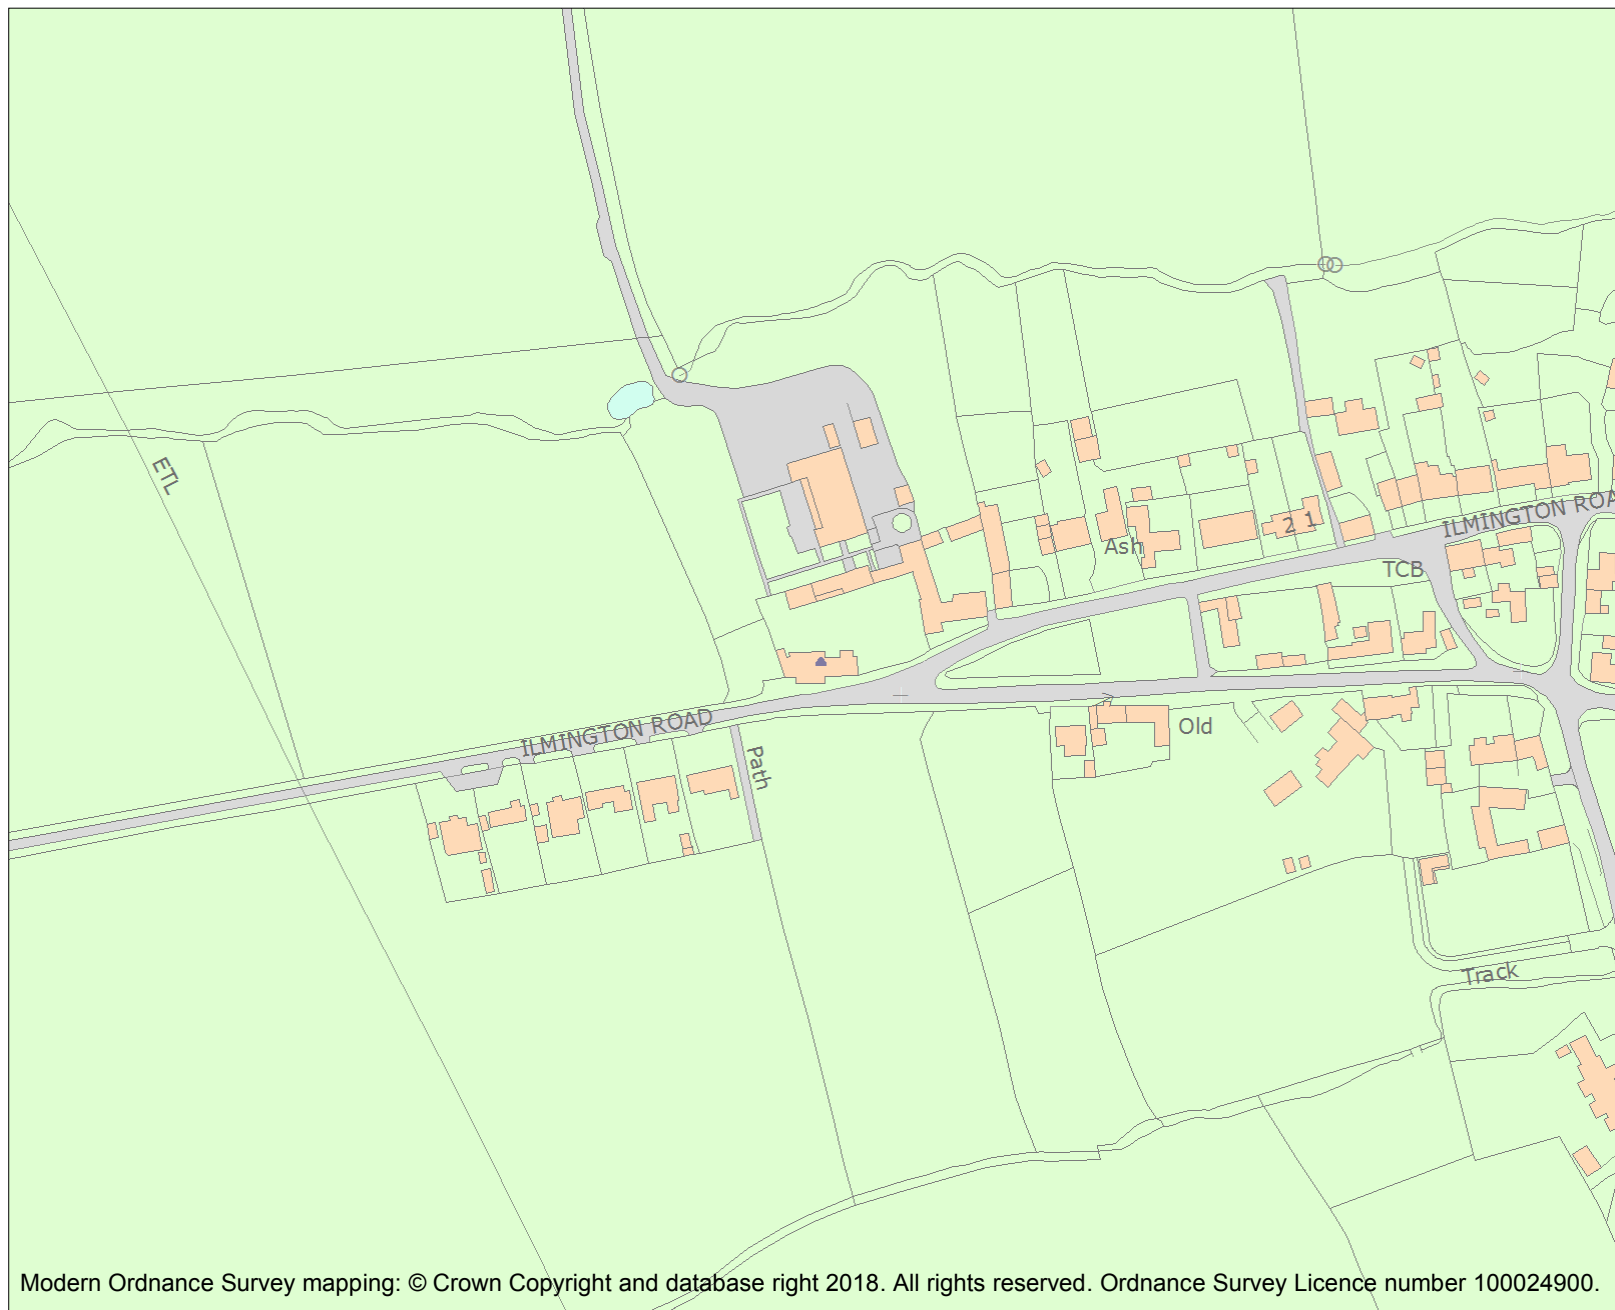 ETL
ILMINGTON ROA
2 1
Ash
TCB
ILMINGTON ROAD
Old
Path
Track
Modern Ordnance Survey mapping: © Crown Copyright and database right 2018. All rights reserved. Ordnance Survey Licence number 100024900.